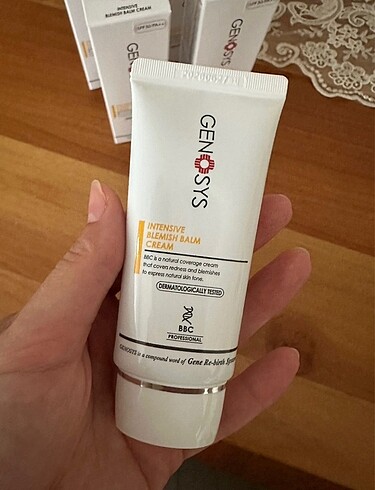 INTENSIVE
BLEMISH BALM CREAM
GENOSYS
INTENSIVE
BLEMISH BALM
CREAM
BBC is a natural coverage cream
that covers redness and blemishes
to express natural skin tone.
DERMATOLOGICALLY TESTED
BBC
PROFESSIONAL
GENOSYS is a compound word of Gene Re-birth System